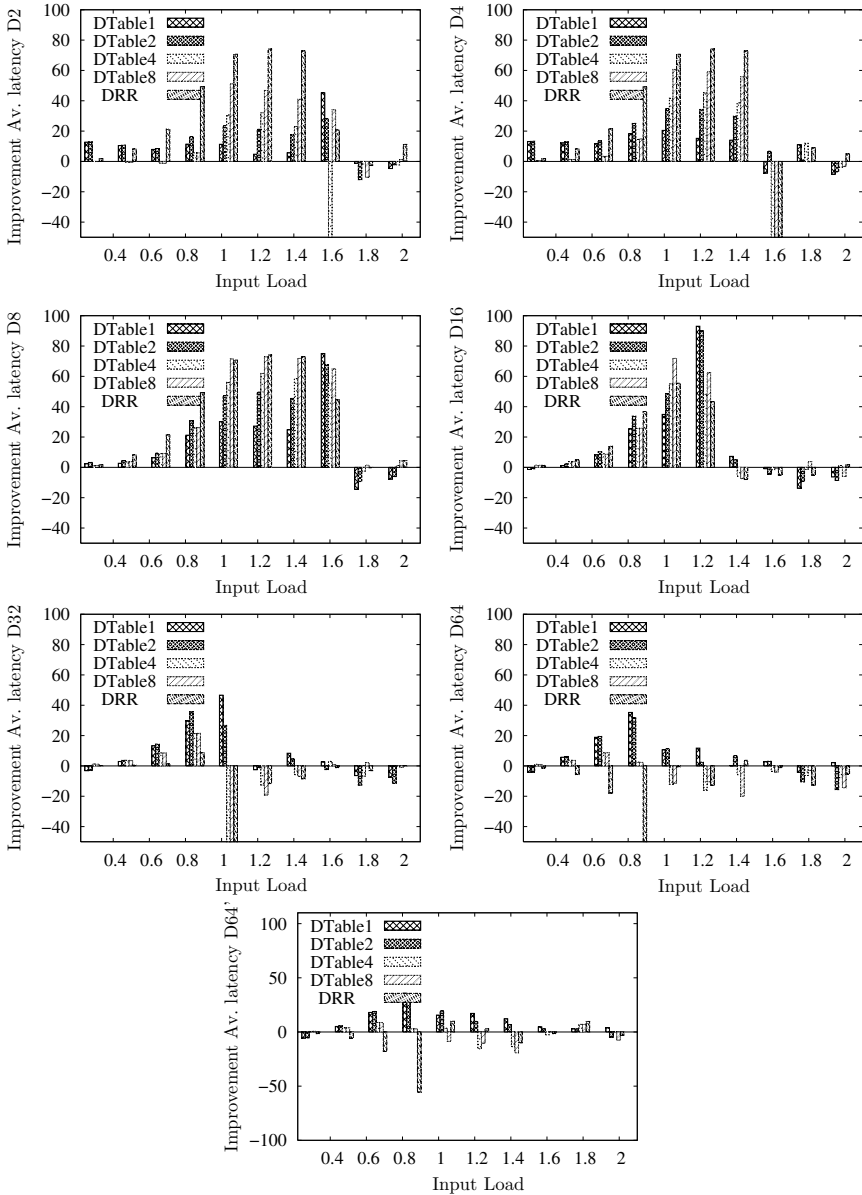 Improvement Av. latency D2
100
80
60
40
20
0
−20
−40
DTable1
DTable2
DTable4
DTable8
DRR
0.4 0.6 0.8 1 1.2 1.4 1.6 1.8 2
Input Load
Improvement Av. latency D4
100
80
60
40
20
0
−20
−40
DTable1
DTable2
DTable4
DTable8
DRR
0.4 0.6 0.8 1 1.2 1.4 1.6 1.8 2
Input Load
Improvement Av. latency D8
100
80
60
40
20
0
−20
−40
DTable1
DTable2
DTable4
DTable8
DRR
0.4 0.6 0.8 1 1.2 1.4 1.6 1.8 2
Input Load
Improvement Av. latency D16
100
80
60
40
20
0
−20
−40
DTable1
DTable2
DTable4
DTable8
DRR
0.4 0.6 0.8 1 1.2 1.4 1.6 1.8 2
Input Load
Improvement Av. latency D32
100
80
60
40
20
0
−20
−40
DTable1
DTable2
DTable4
DTable8
DRR
0.4 0.6 0.8 1 1.2 1.4 1.6 1.8 2
Input Load
Improvement Av. latency D64
100
80
60
40
20
0
−20
−40
DTable1
DTable2
DTable4
DTable8
DRR
0.4 0.6 0.8 1 1.2 1.4 1.6 1.8 2
Input Load
Improvement Av. latency D64'
100
50
0
−50
−100
DTable1
DTable2
DTable4
DTable8
DRR
0.4 0.6 0.8 1 1.2 1.4 1.6 1.8 2
Input Load